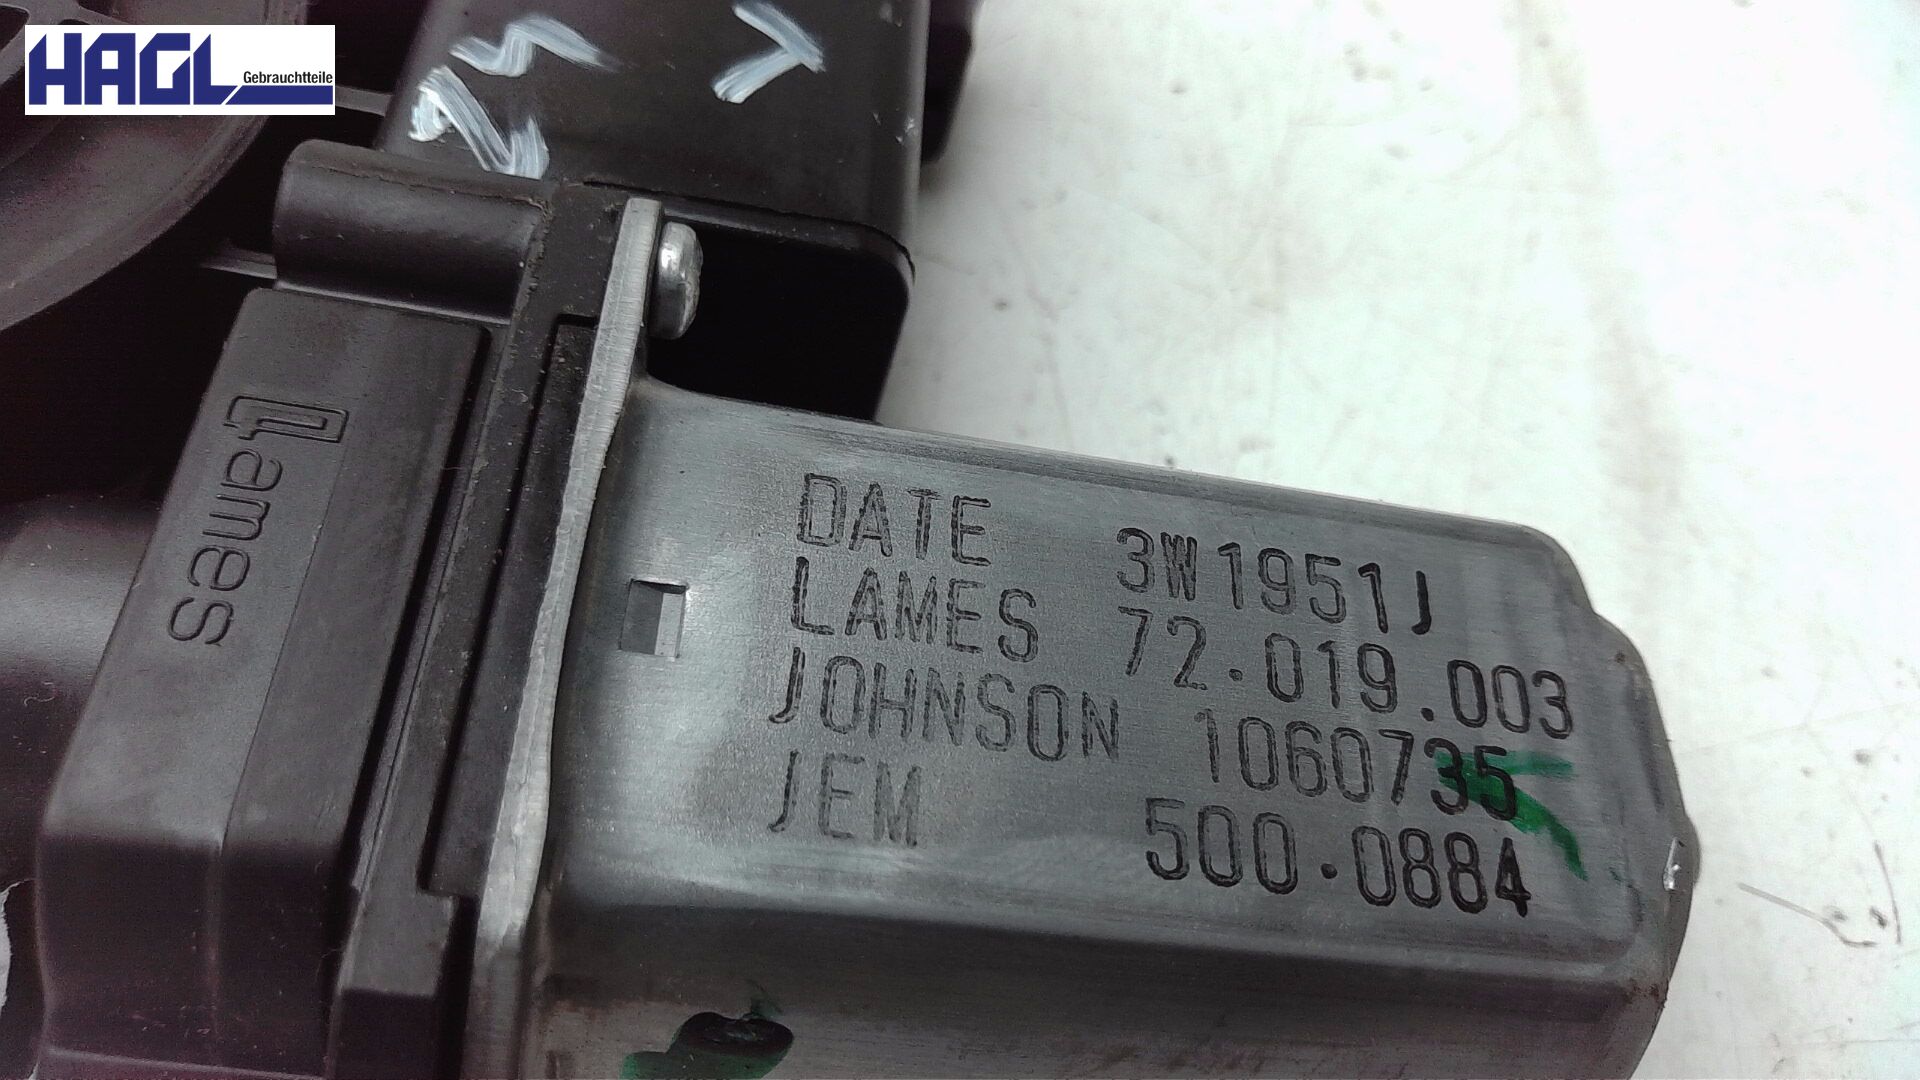 HAGL Gebrauchtteile
Lames
DATE 3W1951J
LAMES 72.019.003
JOHNSON 1060735
JEM 500.0884